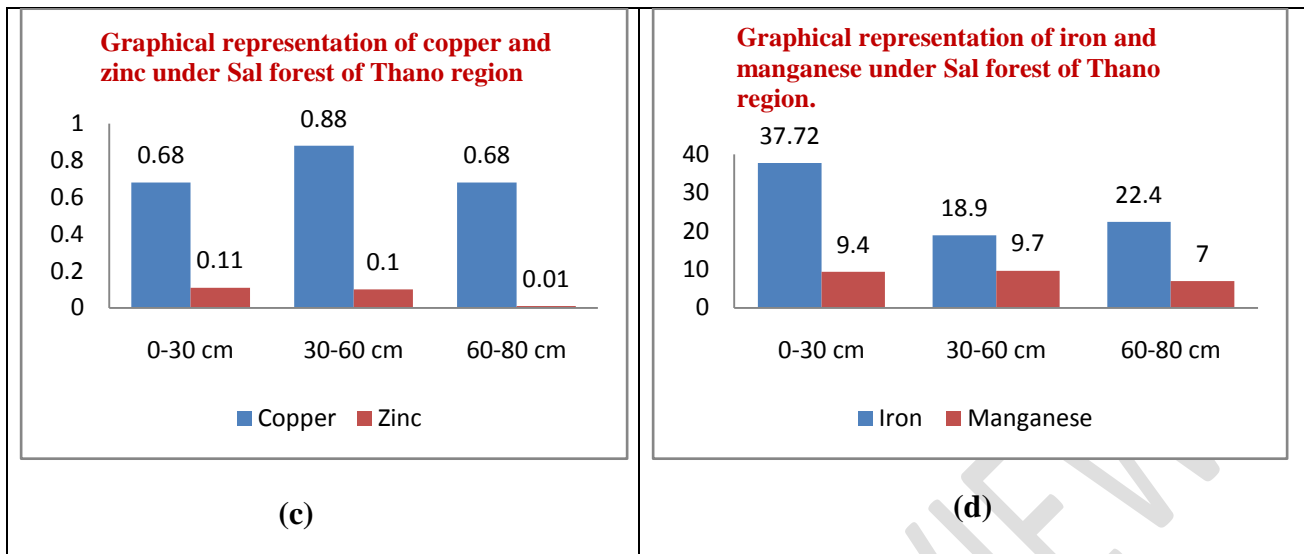 Graphical representation of copper and
zinc under Sal forest of Thano region
1
0.8
0.6
0.4
0.2
0
0.68
0.88
0.68
0.11
0.1
0.01
0-30 cm
30-60 cm
60-80 cm
Copper
Zinc
(c)
Graphical representation of iron and
manganese under Sal forest of Thano
region.
40
30
20
10
0
37.72
18.9
22.4
9.4
9.7
7
0-30 cm
30-60 cm
60-80 cm
Iron
Manganese
(d)